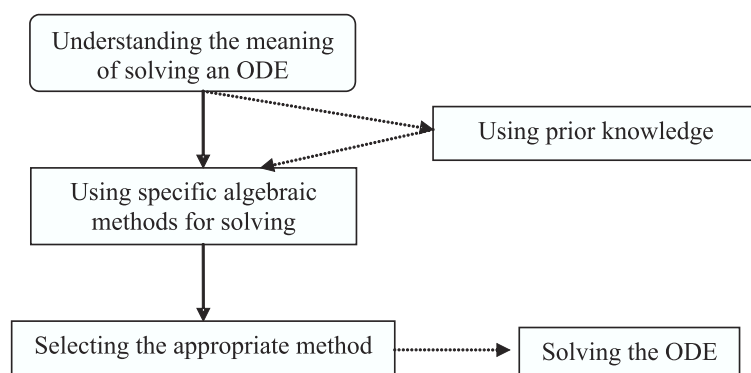 Understanding the meaning
of solving an ODE
Using prior knowledge
Using specific algebraic
methods for solving
Selecting the appropriate method
Solving the ODE